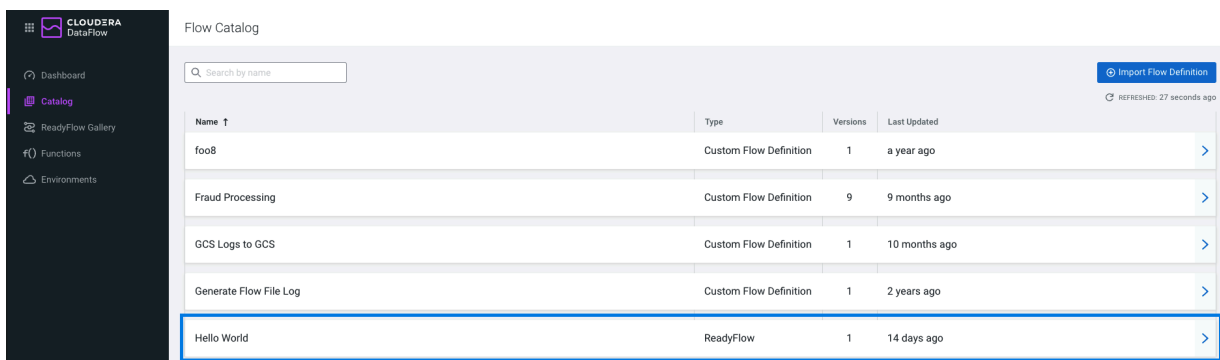 CLOUDERA
DataFlow
Flow Catalog
Dashboard
Catalog
ReadyFlow Gallery
f() Functions
Environments
Search by name
Import Flow Definition
REFRESHED: 27 seconds ago
Name ↑ Type Versions Last Updated
foo8 Custom Flow Definition 1 a year ago
Fraud Processing Custom Flow Definition 9 9 months ago
GCS Logs to GCS Custom Flow Definition 1 10 months ago
Generate Flow File Log Custom Flow Definition 1 2 years ago
Hello World ReadyFlow 1 14 days ago